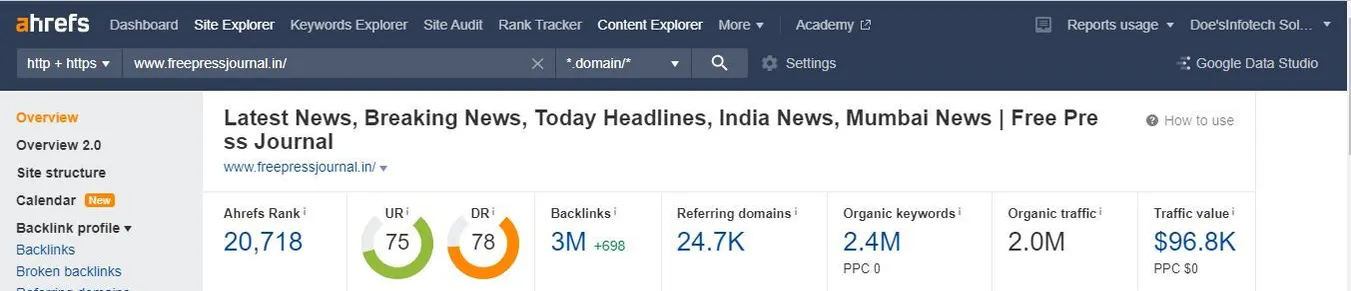 ahrefs Dashboard Site Explorer Keywords Explorer Site Audit Rank Tracker Content Explorer More Academy Reports usage Doe'sInfotech Sol...
http + https www.freepressjournal.in/ *.domain/* Settings Google Data Studio
Overview
Overview 2.0
Site structure
Calendar New
Backlink profile
Backlinks
Broken backlinks
Referring domains
Latest News, Breaking News, Today Headlines, India News, Mumbai News | Free Pre
ss Journal
How to use
www.freepressjournal.in/
Ahrefs Rank i UR i DR i Backlinks i Referring domains i Organic keywords i Organic traffic i Traffic value i
20,718 75 78 3M +698 24.7K 2.4M 2.0M $96.8K
PPC 0 PPC $0